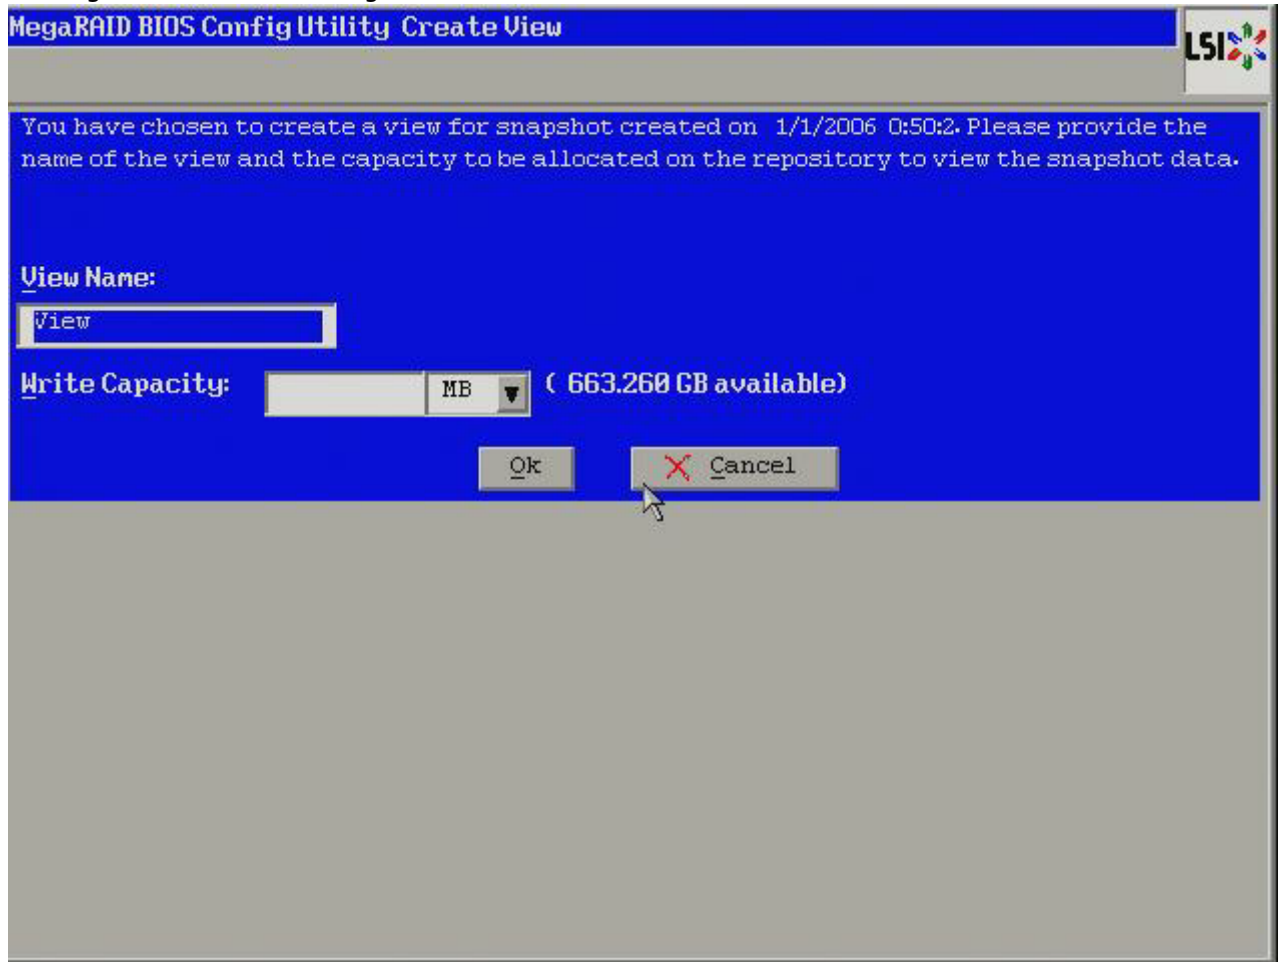 MegaRAID BIOS Config Utility Create View
LSI
You have chosen to create a view for snapshot created on 1/1/2006 0:50:2. Please provide the
name of the view and the capacity to be allocated on the repository to view the snapshot data.
View Name:
View
Write Capacity: MB ( 663.260 GB available)
Ok Cancel